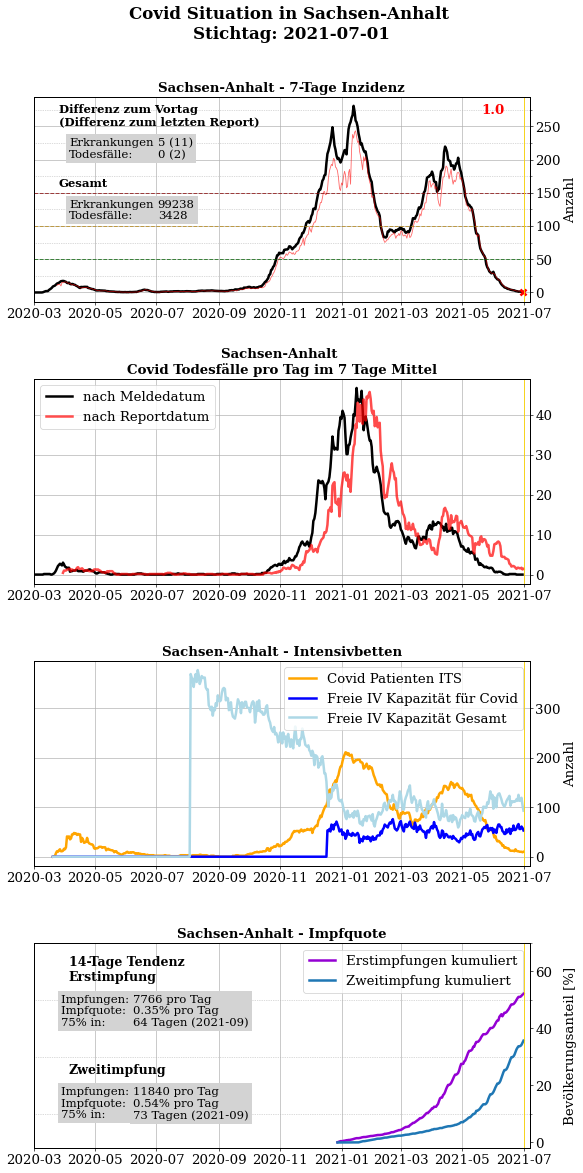 Covid Situation in Sachsen-Anhalt
Stichtag: 2021-07-01
Sachsen-Anhalt - 7-Tage Inzidenz
Differenz zum Vortag
(Differenz zum letzten Report)
Erkrankungen 5 (11)
Todesfälle: 0 (2)
Gesamt
Erkrankungen 99238
Todesfälle: 3428
1.0
250
200
150
100
50
0
Anzahl
2020-03 2020-05 2020-07 2020-09 2020-11 2021-01 2021-03 2021-05 2021-07
Sachsen-Anhalt
Covid Todesfälle pro Tag im 7 Tage Mittel
nach Meldedatum
nach Reportdatum
40
30
20
10
0
2020-03 2020-05 2020-07 2020-09 2020-11 2021-01 2021-03 2021-05 2021-07
Sachsen-Anhalt - Intensivbetten
Covid Patienten ITS
Freie IV Kapazität für Covid
Freie IV Kapazität Gesamt
300
200
100
0
Anzahl
2020-03 2020-05 2020-07 2020-09 2020-11 2021-01 2021-03 2021-05 2021-07
Sachsen-Anhalt - Impfquote
14-Tage Tendenz
Erstimpfung
Impfungen: 7766 pro Tag
Impfquote: 0.35% pro Tag
75% in: 64 Tagen (2021-09)
Zweitimpfung
Impfungen: 11840 pro Tag
Impfquote: 0.54% pro Tag
75% in: 73 Tagen (2021-09)
Erstimpfungen kumuliert
Zweitimpfung kumuliert
60
40
20
0
Bevölkerungsanteil [%]
2020-03 2020-05 2020-07 2020-09 2020-11 2021-01 2021-03 2021-05 2021-07